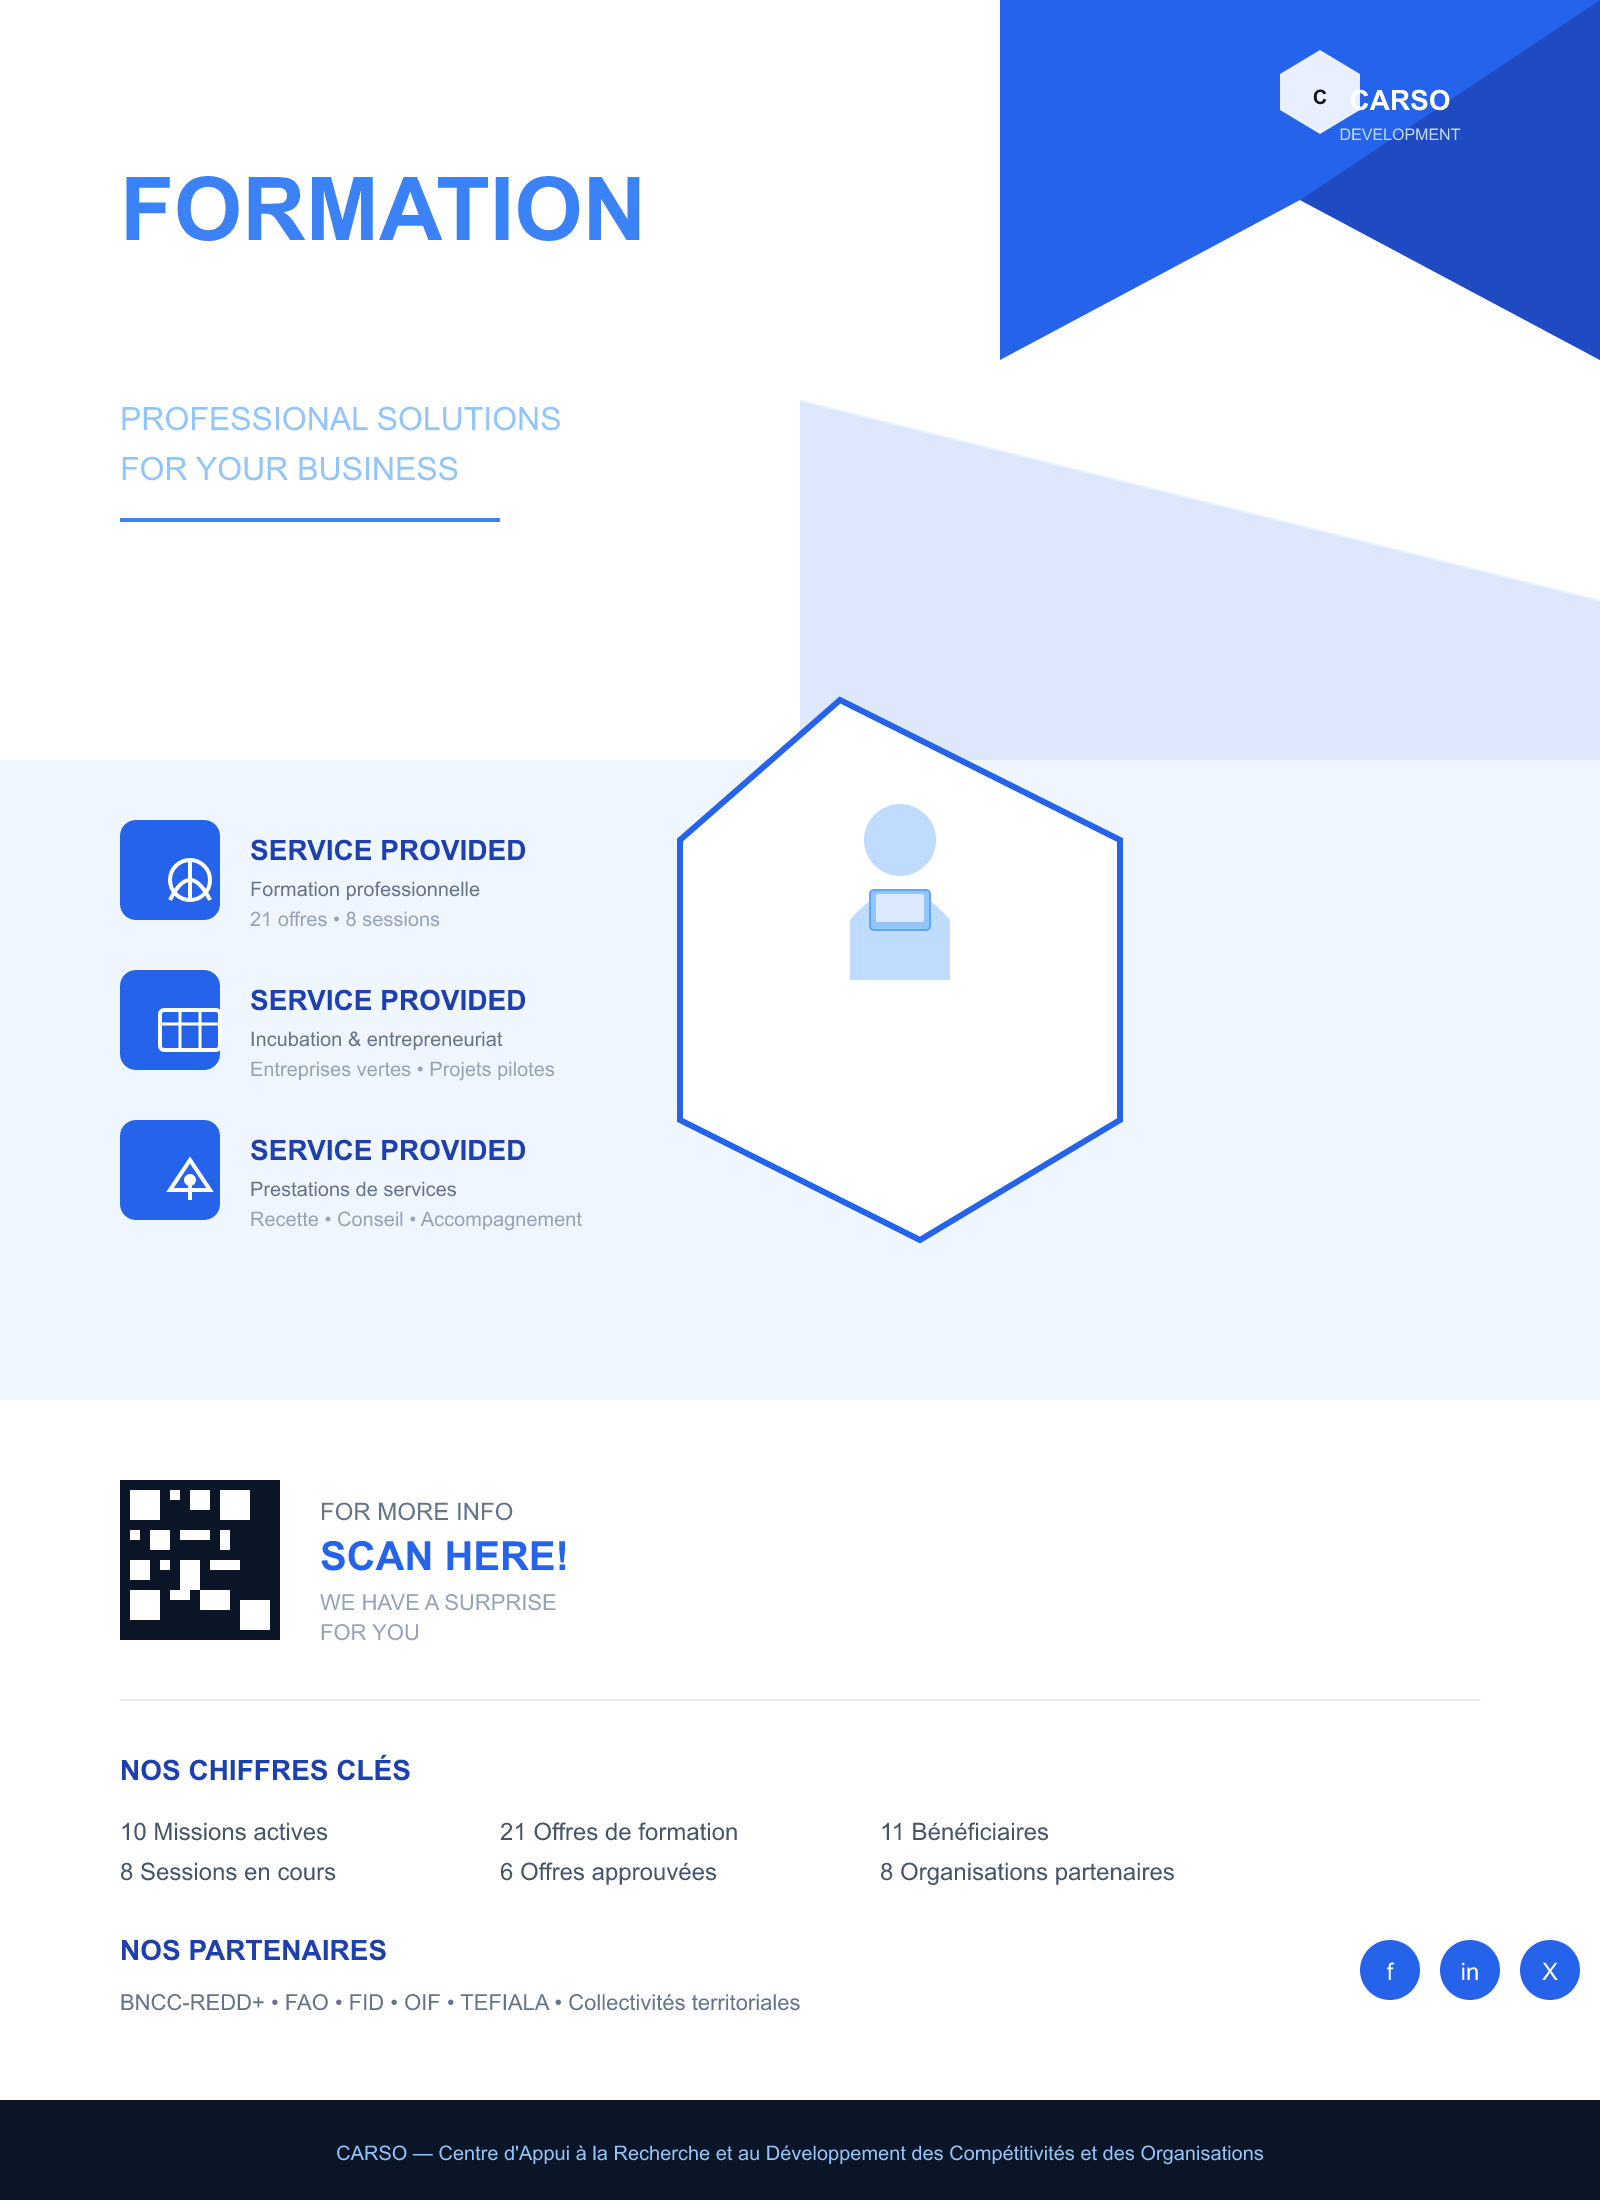 C
CARSO
DEVELOPMENT
FORMATION
PROFESSIONAL SOLUTIONS
FOR YOUR BUSINESS
SERVICE PROVIDED
Formation professionnelle
21 offres • 8 sessions
SERVICE PROVIDED
Incubation & entrepreneuriat
Entreprises vertes • Projets pilotes
SERVICE PROVIDED
Prestations de services
Recette • Conseil • Accompagnement
FOR MORE INFO
SCAN HERE!
WE HAVE A SURPRISE
FOR YOU
NOS CHIFFRES CLÉS
10 Missions actives
21 Offres de formation
11 Bénéficiaires
8 Sessions en cours
6 Offres approuvées
8 Organisations partenaires
NOS PARTENAIRES
BNCC-REDD+ • FAO • FID • OIF • TEFIALA • Collectivités territoriales
f
in
X
CARSO — Centre d'Appui à la Recherche et au Développement des Compétitivités et des Organisations